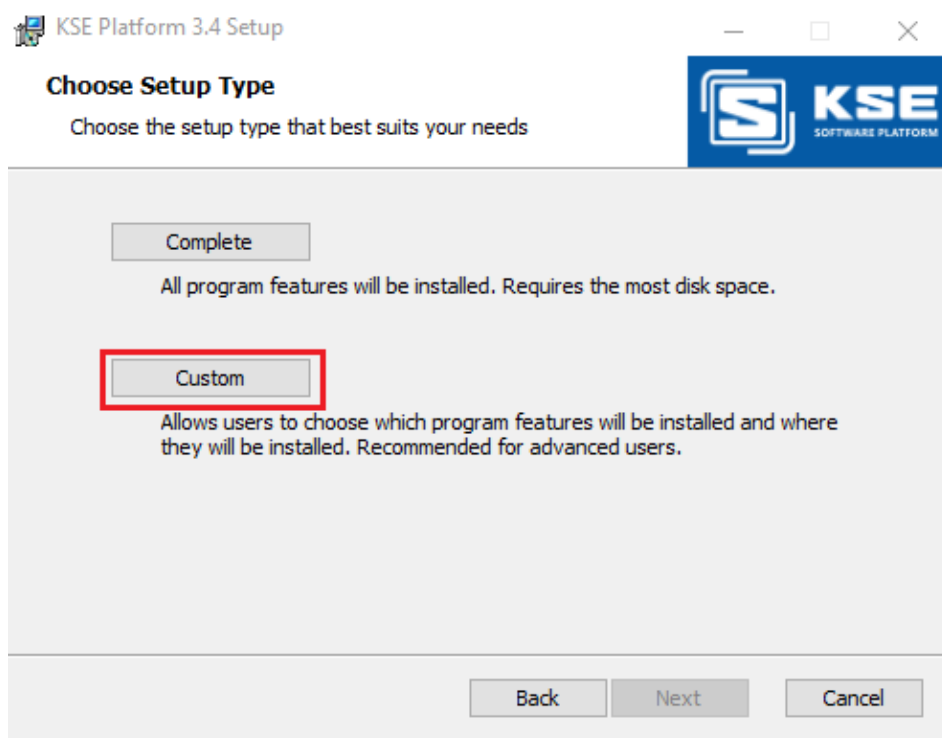 KSE Platform 3.4 Setup
Choose Setup Type
Choose the setup type that best suits your needs
S KSE
SOFTWARE PLATFORM
Complete
All program features will be installed. Requires the most disk space.
Custom
Allows users to choose which program features will be installed and where
they will be installed. Recommended for advanced users.
Back Next Cancel